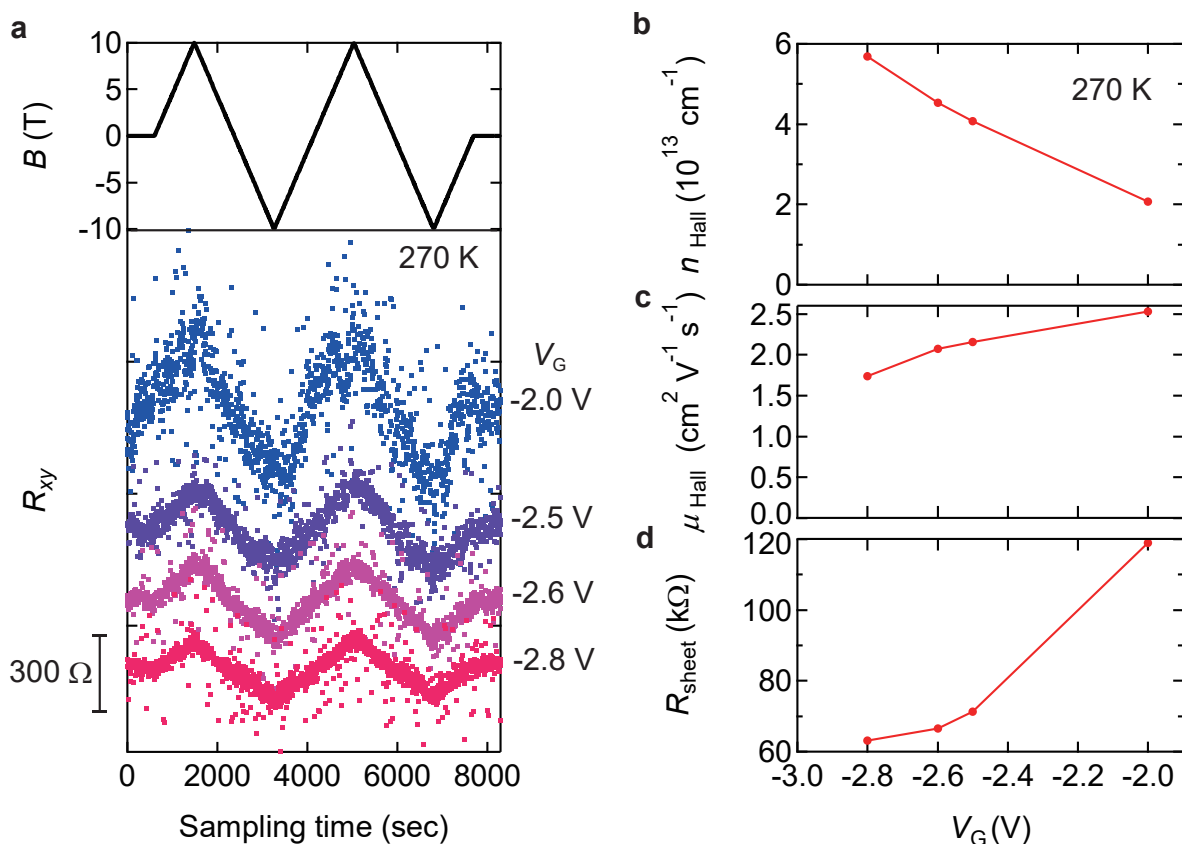 a
10
5
0
-5
-10
B (T)
270 K
R_xy
V_G
-2.0 V
-2.5 V
-2.6 V
-2.8 V
300 Ω
0 2000 4000 6000 8000
Sampling time (sec)
b
6
4
2
0
n_Hall (10^13 cm^-1)
270 K
c
2.5
2.0
1.5
1.0
0.5
0.0
μ_Hall (cm^2 V^-1 s^-1)
d
120
100
80
60
R_sheet (kΩ)
-3.0 -2.8 -2.6 -2.4 -2.2 -2.0
V_G (V)